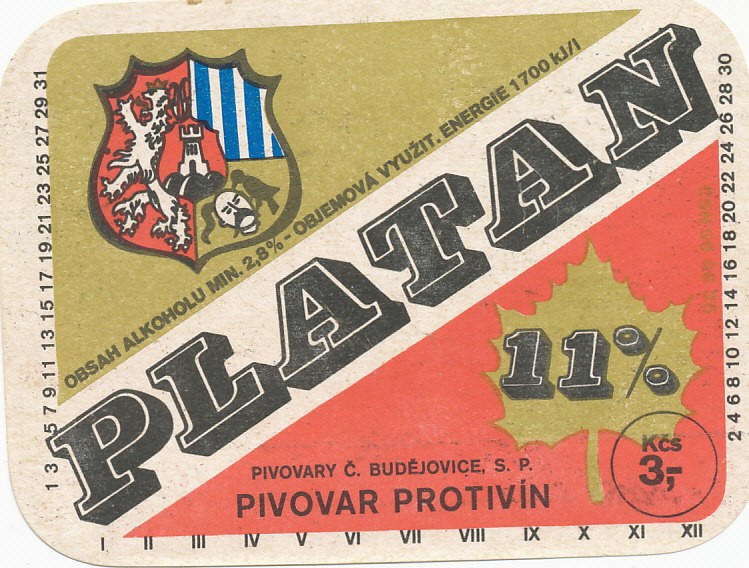 OBSAH ALKOHOLU MIN. 2,8% - OBJEMOVÁ VYUŽIT. ENERGIE 1700 kJ/l
PLATAN
11%
Kčs
3,-
PIVOVARY Č. BUDĚJOVICE, S. P.
PIVOVAR PROTIVÍN
1 3 5 7 9 11 13 15 17 19 21 23 25 27 29 31
2 4 6 8 10 12 14 16 18 20 22 24 26 28 30
I II III IV V VI VII VIII IX X XI XII